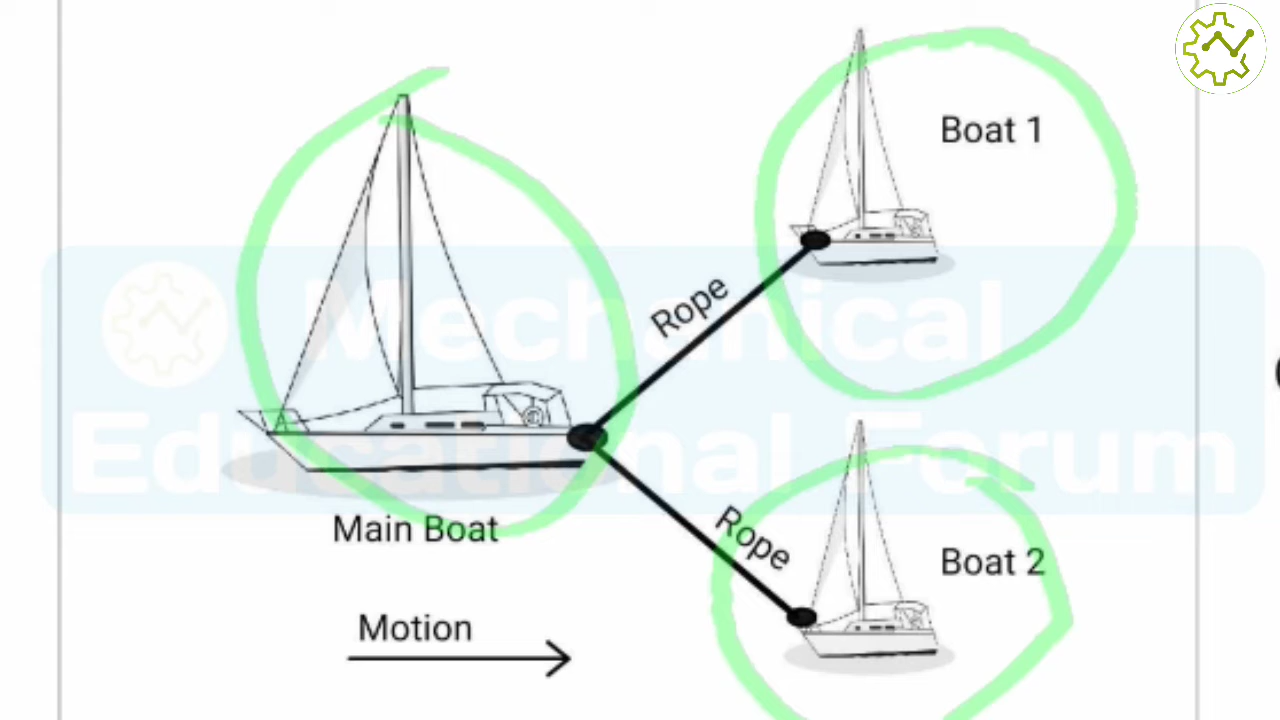 Boat 1
Rope
Mechanical
Educational Forum
Rope
Main Boat
Boat 2
Motion